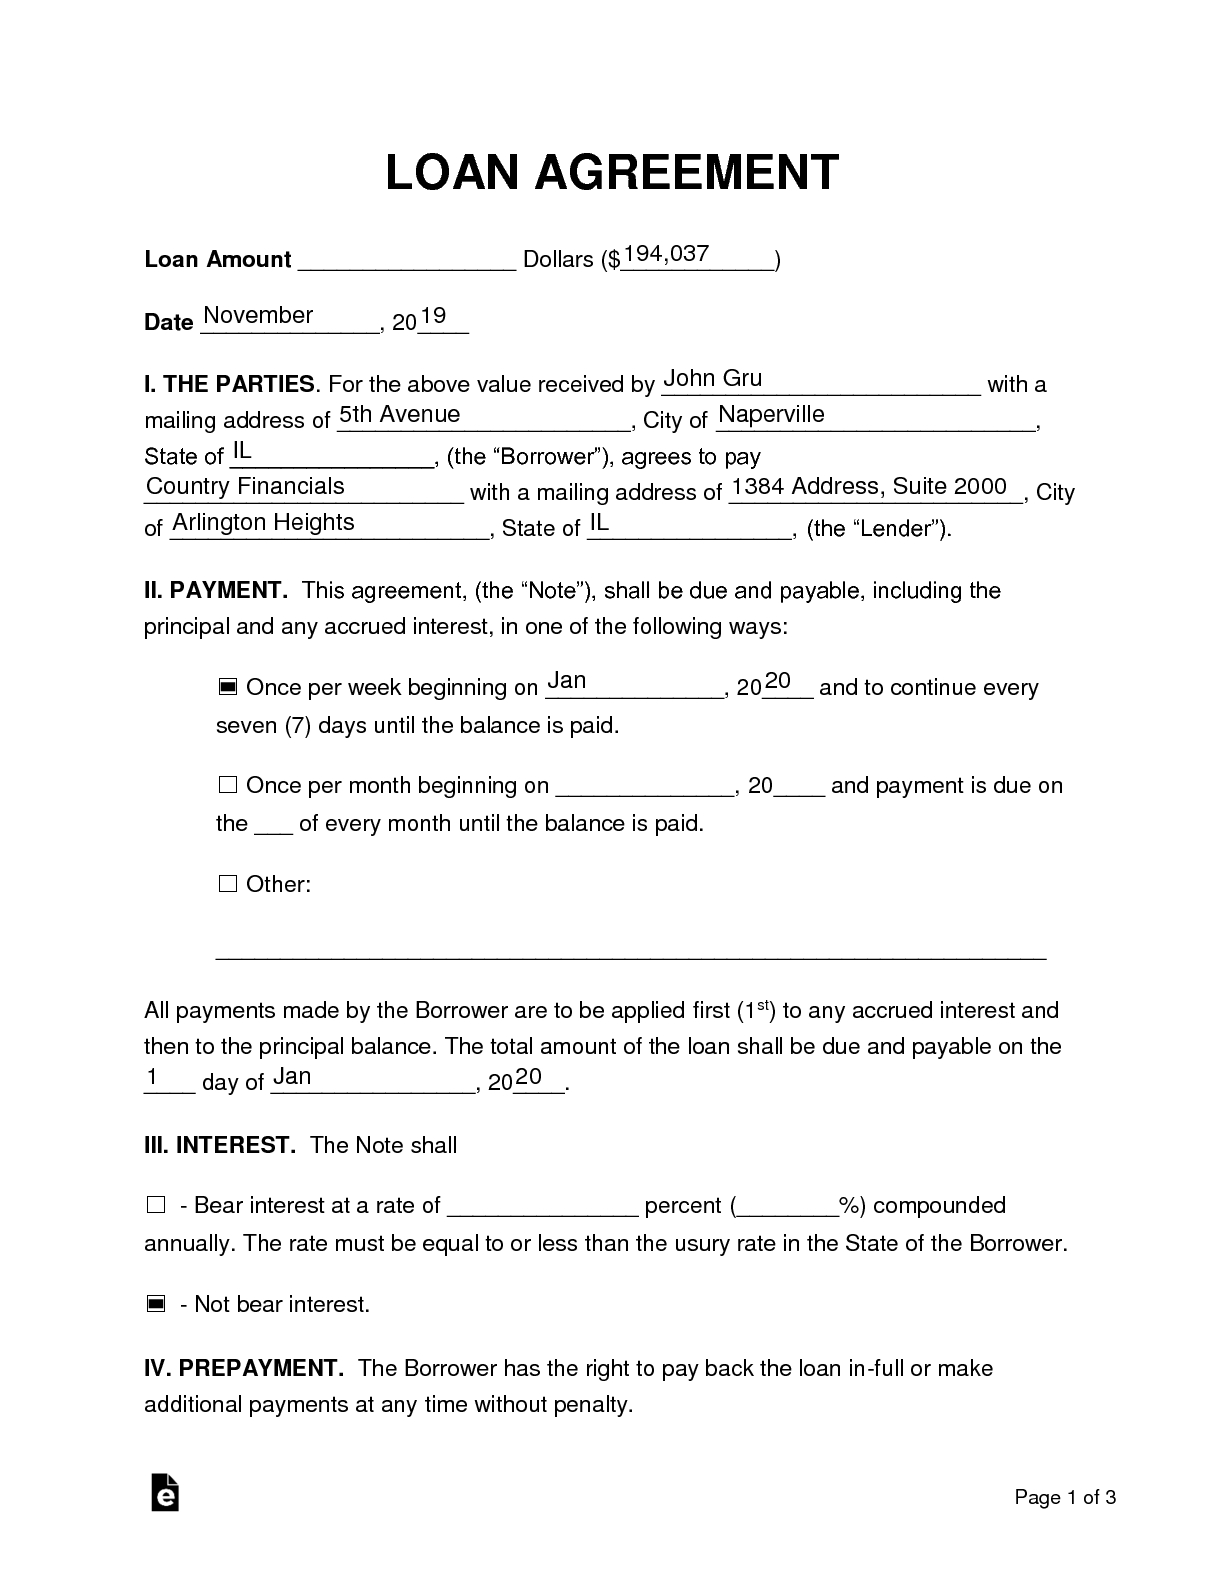 LOAN AGREEMENT
Loan Amount _________________ Dollars ($194,037)
Date November, 2019
I. THE PARTIES. For the above value received by John Gru with a
mailing address of 5th Avenue, City of Naperville,
State of IL, (the “Borrower”), agrees to pay
Country Financials with a mailing address of 1384 Address, Suite 2000, City
of Arlington Heights, State of IL, (the “Lender”).
II. PAYMENT. This agreement, (the “Note”), shall be due and payable, including the
principal and any accrued interest, in one of the following ways:
▣ Once per week beginning on Jan, 2020 and to continue every
seven (7) days until the balance is paid.
☐ Once per month beginning on ______________, 20____ and payment is due on
the ___ of every month until the balance is paid.
☐ Other:
All payments made by the Borrower are to be applied first (1st) to any accrued interest and
then to the principal balance. The total amount of the loan shall be due and payable on the
1 day of Jan, 2020.
III. INTEREST. The Note shall
☐ - Bear interest at a rate of _______________ percent (________%) compounded
annually. The rate must be equal to or less than the usury rate in the State of the Borrower.
▣ - Not bear interest.
IV. PREPAYMENT. The Borrower has the right to pay back the loan in-full or make
additional payments at any time without penalty.
e
Page 1 of 3